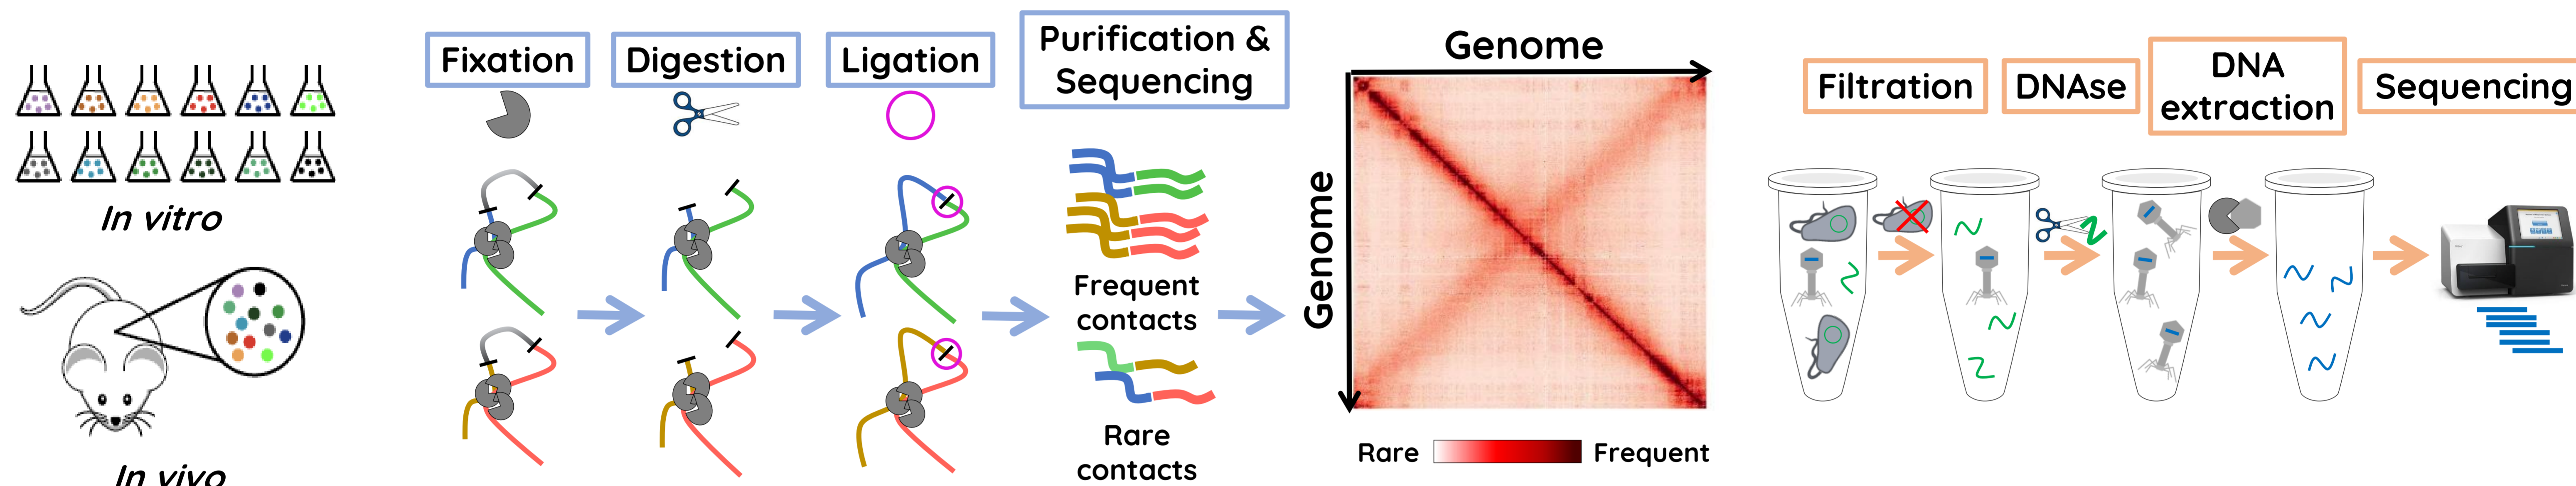 In vitro
In vivo
Fixation
Digestion
Ligation
Purification &
Sequencing
Frequent
contacts
Rare
contacts
Genome
Genome
Rare
Frequent
Filtration
DNAse
DNA
extraction
Sequencing